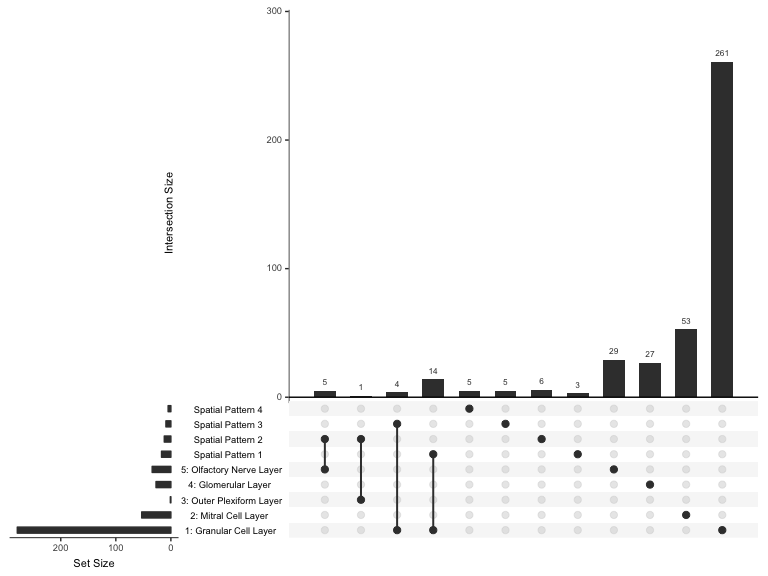 300
261
200
Intersection Size
100
53
29
27
14
5
1
4
5
5
6
3
0
Spatial Pattern 4
Spatial Pattern 3
Spatial Pattern 2
Spatial Pattern 1
5: Olfactory Nerve Layer
4: Glomerular Layer
3: Outer Plexiform Layer
2: Mitral Cell Layer
1: Granular Cell Layer
200 100 0
Set Size